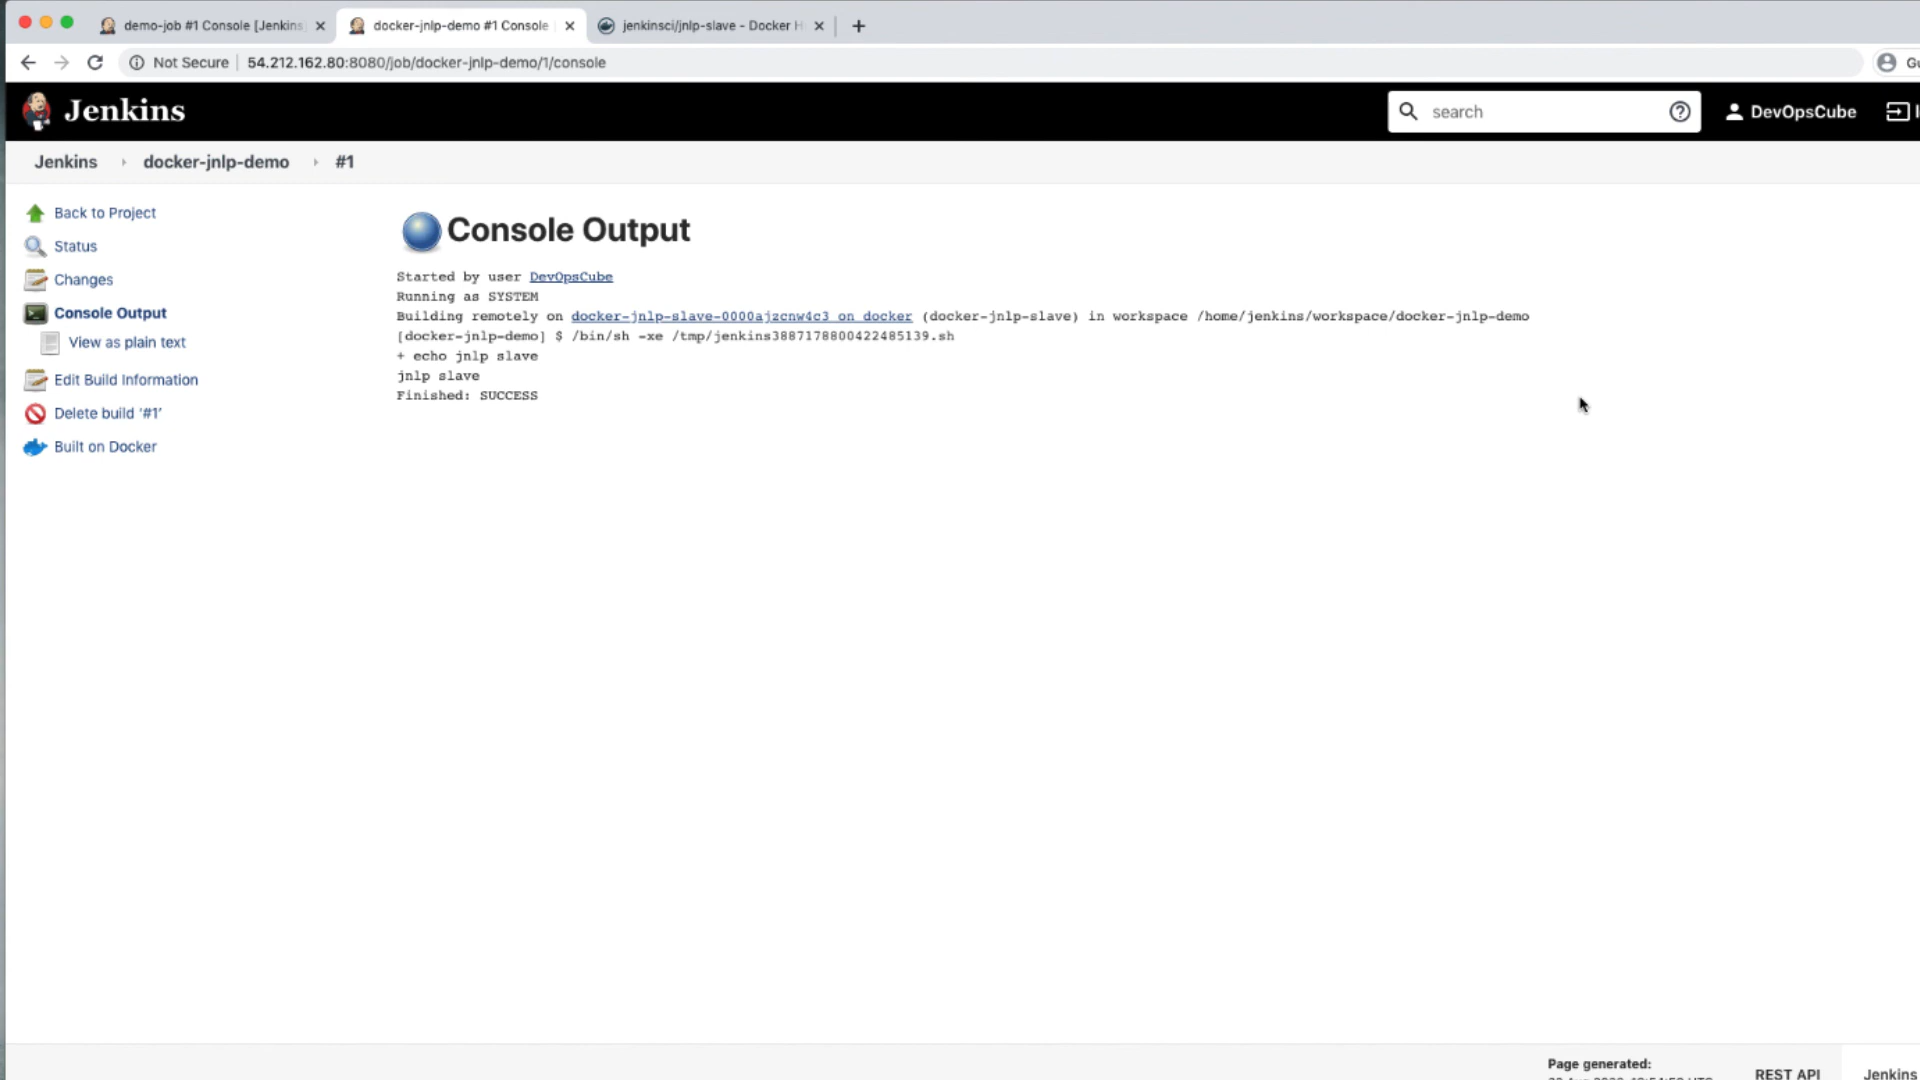 demo-job #1 Console [Jenkins
docker-jnlp-demo #1 Console
jenkinsci/jnlp-slave - Docker H
Not Secure
54.212.162.80:8080/job/docker-jnlp-demo/1/console
Jenkins
search
DevOpsCube
Jenkins
docker-jnlp-demo
#1
Back to Project
Status
Changes
Console Output
View as plain text
Edit Build Information
Delete build '#1'
Built on Docker
Console Output
Started by user DevOpsCube
Running as SYSTEM
Building remotely on docker-jnlp-slave-0000ajzcnw4c3 on docker (docker-jnlp-slave) in workspace /home/jenkins/workspace/docker-jnlp-demo
[docker-jnlp-demo] $ /bin/sh -xe /tmp/jenkins3887178800422485139.sh
+ echo jnlp slave
jnlp slave
Finished: SUCCESS
Page generated:
REST API
Jenkins